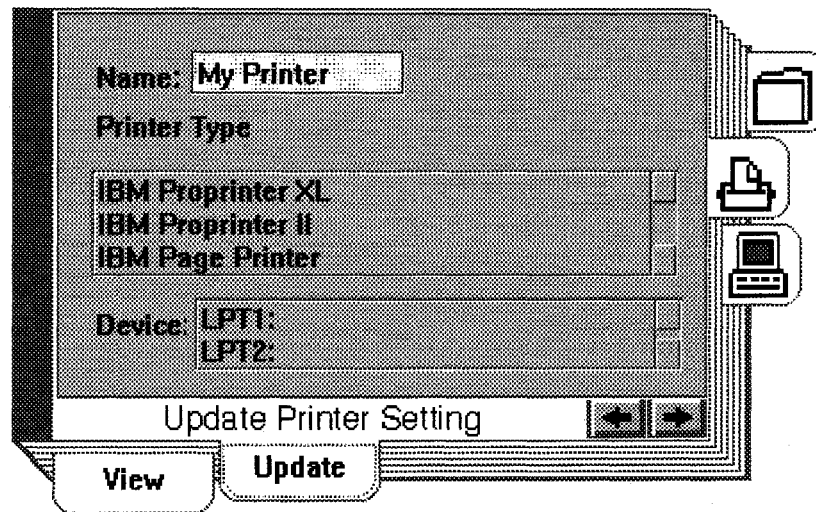 Name: My Printer
Printer Type
IBM Proprinter XL
IBM Proprinter II
IBM Page Printer
Device: LPT1:
LPT2:
Update Printer Setting
View
Update